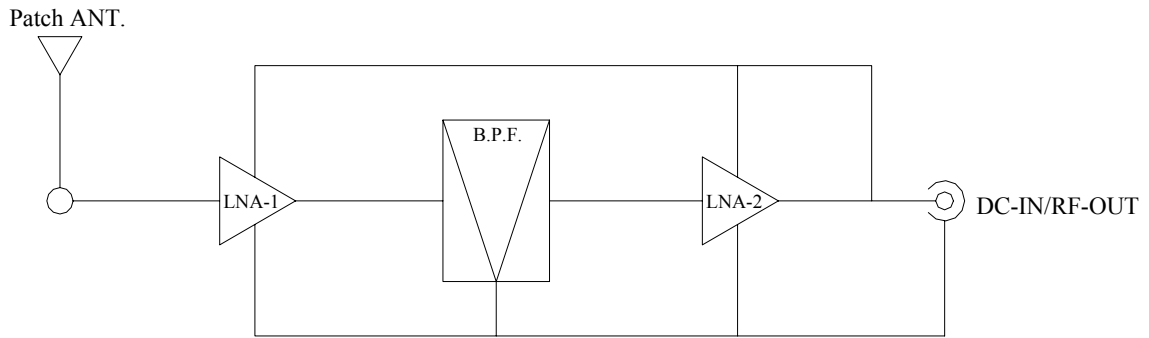 Patch ANT.
B.P.F.
LNA-1
LNA-2
DC-IN/RF-OUT